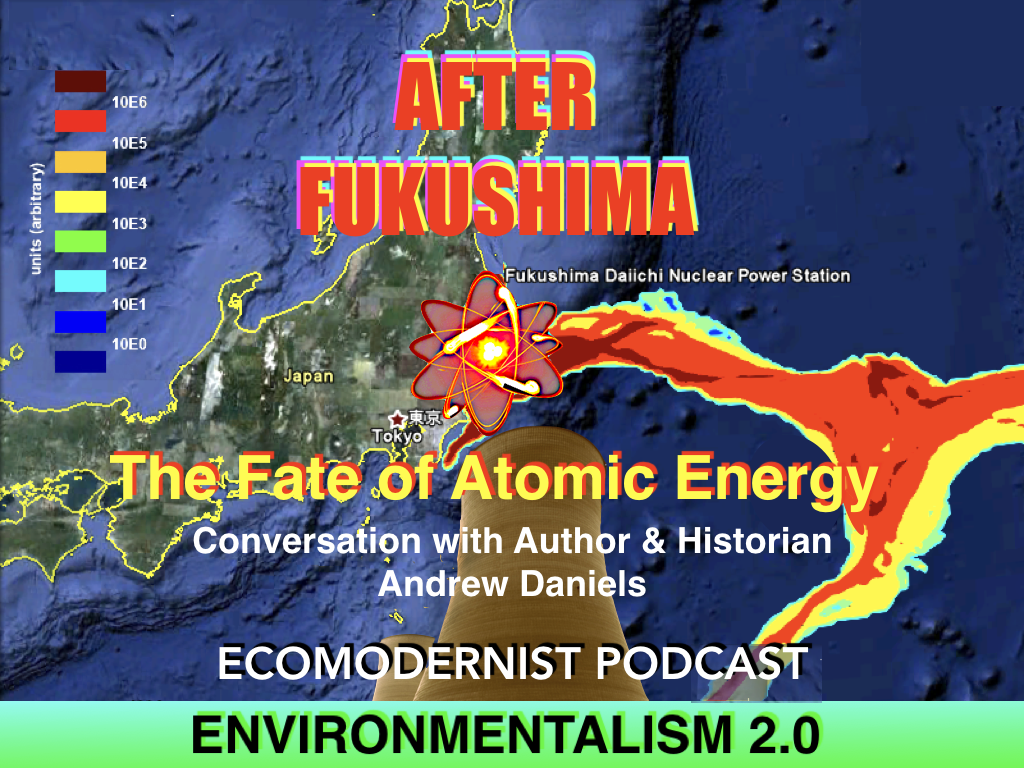 AFTER
FUKUSHIMA
10E6
10E5
10E4
10E3
10E2
10E1
10E0
units (arbitrary)
Fukushima Daiichi Nuclear Power Station
Japan
東京
Tokyo
The Fate of Atomic Energy
Conversation with Author & Historian
Andrew Daniels
ECOMODERNIST PODCAST
ENVIRONMENTALISM 2.0